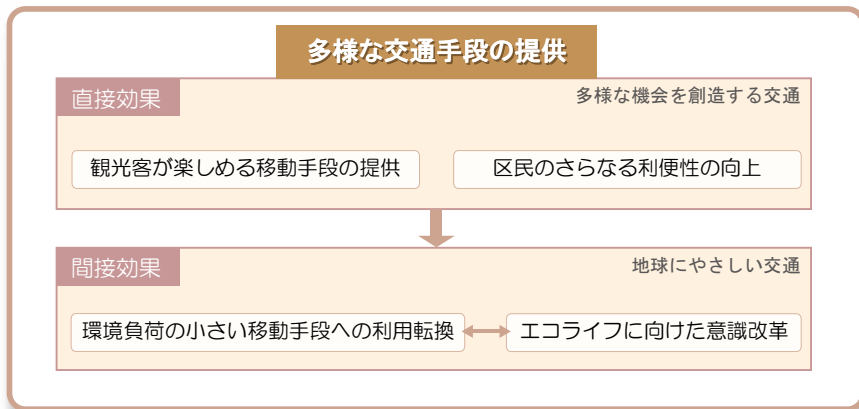 多様な交通手段の提供
直接効果
多様な機会を創造する交通
観光客が楽しめる移動手段の提供
区民のさらなる利便性の向上
間接効果
地球にやさしい交通
環境負荷の小さい移動手段への利用転換
エコライフに向けた意識改革